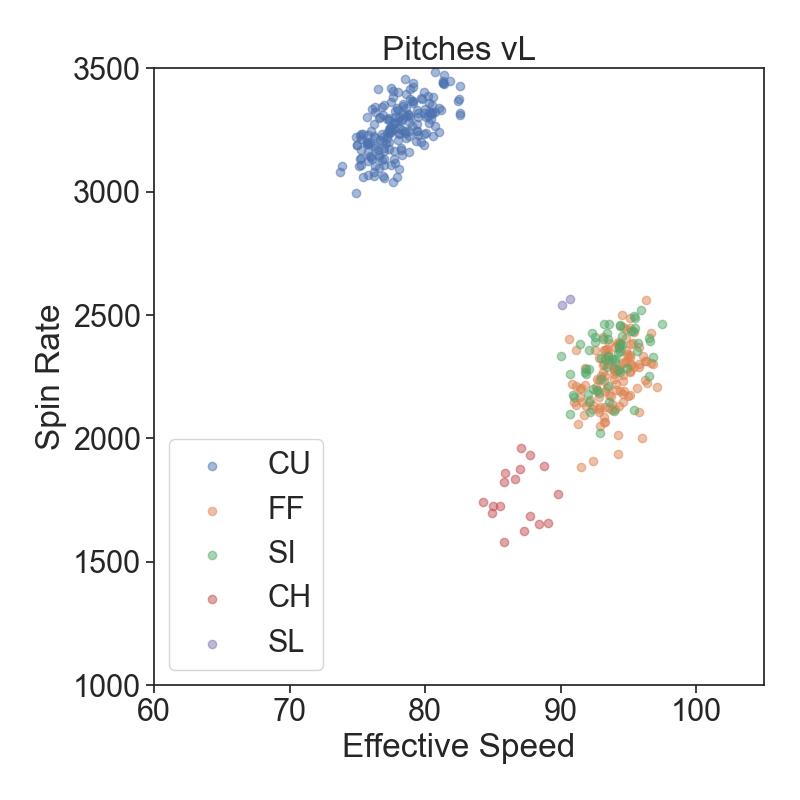 Pitches vL
3500
3000
2500
2000
1500
1000
Spin Rate
CU
FF
SI
CH
SL
60 70 80 90 100
Effective Speed